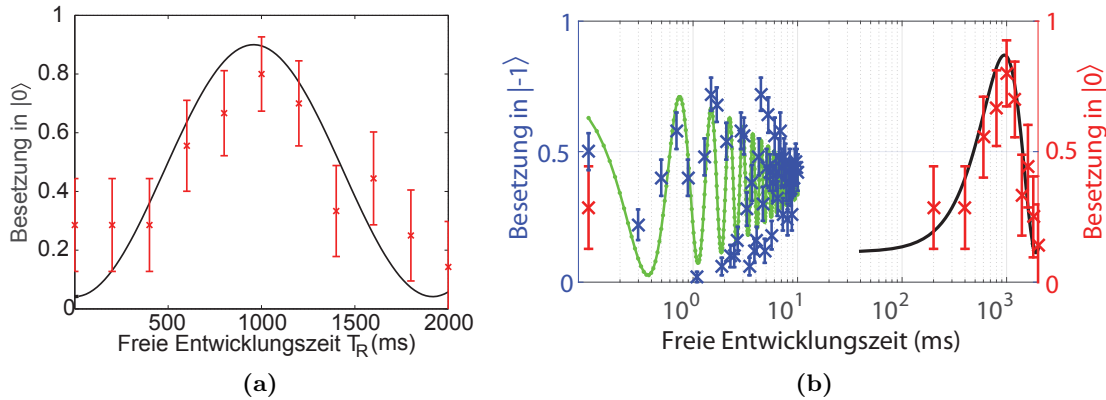 1
0.8
0.6
0.4
0.2
0
Besetzung in |0⟩
500
1000
1500
2000
Freie Entwicklungszeit T_R (ms)
(a)
1
0.5
0
Besetzung in |-1⟩
10^0
10^1
10^2
10^3
Freie Entwicklungszeit (ms)
1
0.5
0
Besetzung in |0⟩
(b)